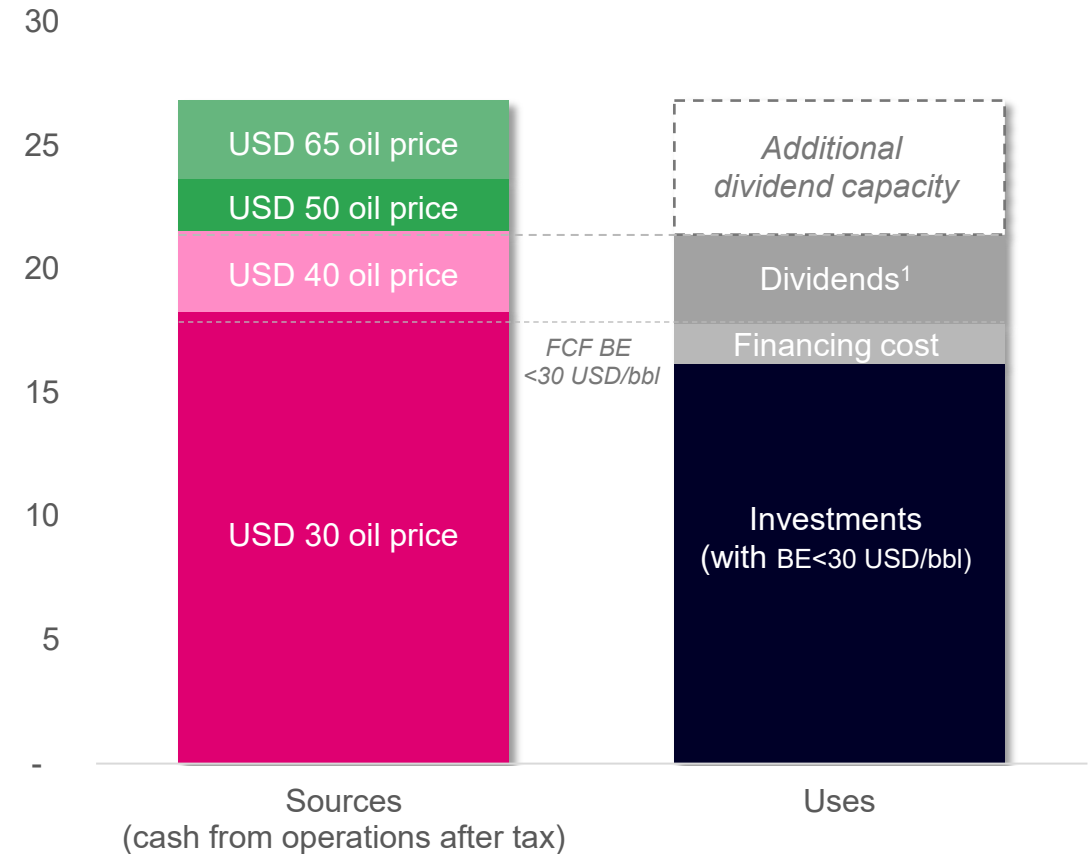 30
25
20
15
10
5
-
USD 65 oil price
USD 50 oil price
USD 40 oil price
USD 30 oil price
FCF BE
<30 USD/bbl
Additional
dividend capacity
Dividends¹
Financing cost
Investments
(with BE<30 USD/bbl)
Sources
(cash from operations after tax)
Uses